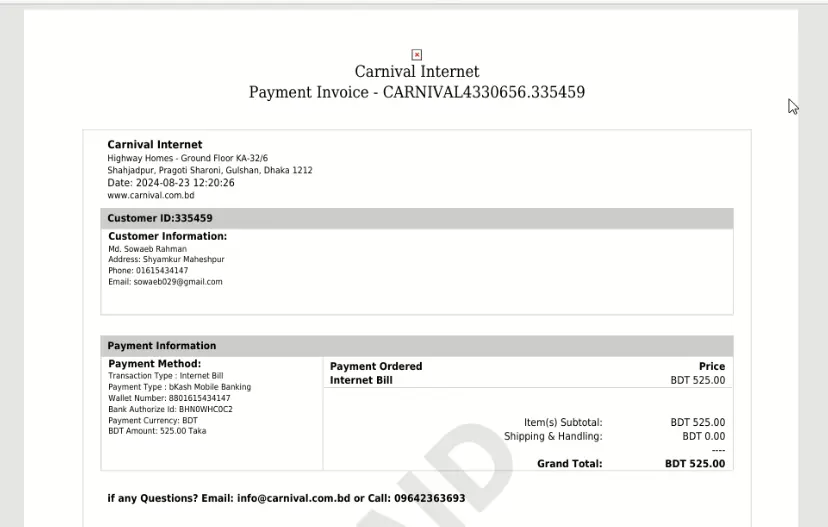 Carnival Internet
Payment Invoice - CARNIVAL4330656.335459
Carnival Internet
Highway Homes - Ground Floor KA-32/6
Shahjadpur, Pragoti Sharoni, Gulshan, Dhaka 1212
Date: 2024-08-23 12:20:26
www.carnival.com.bd
Customer ID:335459
Customer Information:
Md. Sowaeb Rahman
Address: Shyamkur Maheshpur
Phone: 01615434147
Email: sowaeb029@gmail.com
Payment Information
Payment Method:
Transaction Type : Internet Bill
Payment Type : bKash Mobile Banking
Wallet Number: 8801615434147
Bank Authorize Id: BHN0WHC0C2
Payment Currency: BDT
BDT Amount: 525.00 Taka
Payment Ordered Price
Internet Bill BDT 525.00
Item(s) Subtotal: BDT 525.00
Shipping & Handling: BDT 0.00
----
Grand Total: BDT 525.00
if any Questions? Email: info@carnival.com.bd or Call: 09642363693